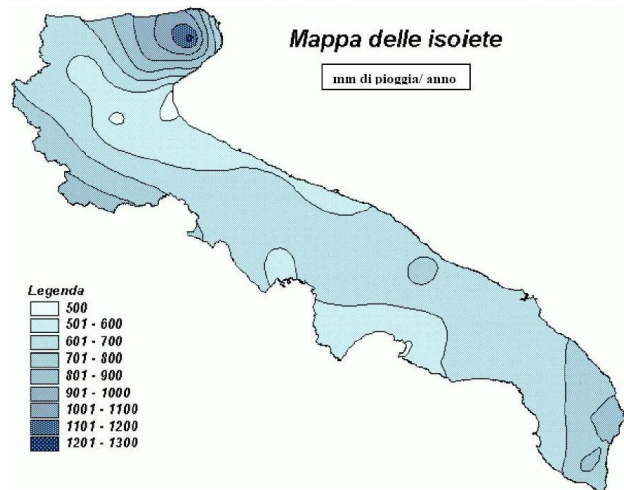 Mappa delle isoiete
mm di pioggia/ anno
Legenda
500
501 - 600
601 - 700
701 - 800
801 - 900
901 - 1000
1001 - 1100
1101 - 1200
1201 - 1300